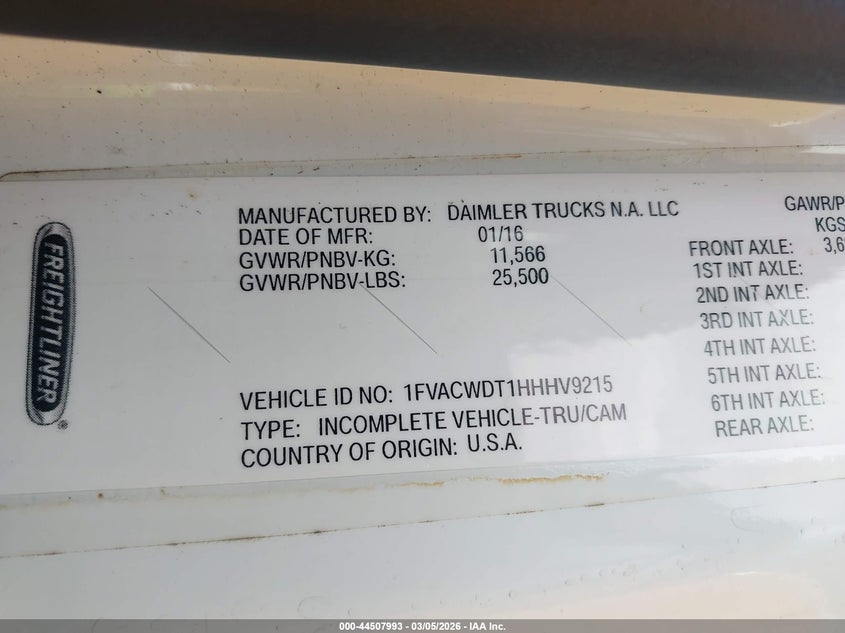 FREIGHTLINER®
MANUFACTURED BY: DAIMLER TRUCKS N.A. LLC
DATE OF MFR: 01/16
GVWR/PNBV-KG: 11,566
GVWR/PNBV-LBS: 25,500
VEHICLE ID NO: 1FVACWDT1HHHV9215
TYPE: INCOMPLETE VEHICLE-TRU/CAM
COUNTRY OF ORIGIN: U.S.A.
GAWR/P
KGS
FRONT AXLE: 3,6
1ST INT AXLE:
2ND INT AXLE:
3RD INT AXLE:
4TH INT AXLE:
5TH INT AXLE:
6TH INT AXLE:
REAR AXLE:
000-44507993 — 03/05/2026 — IAA Inc.